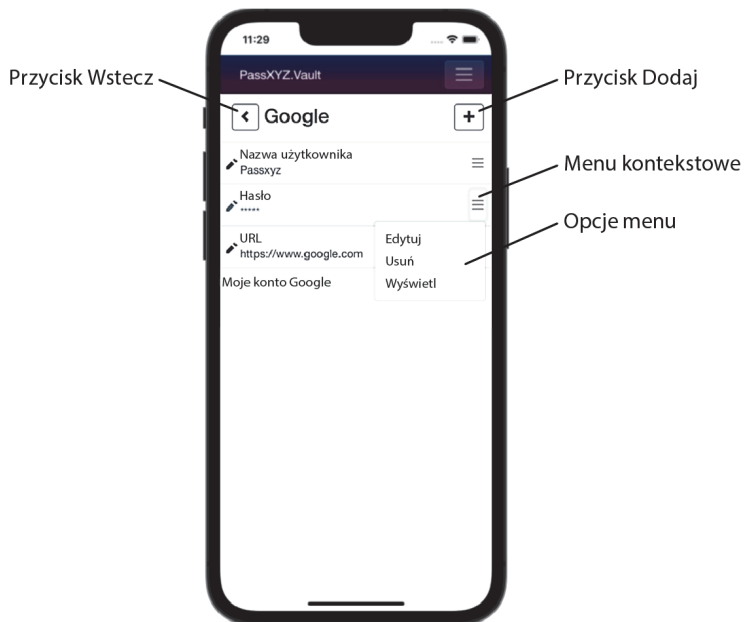 11:29
PassXYZ.Vault
Przycisk Wstecz
Przycisk Dodaj
Google
Nazwa użytkownika
Passxyz
Menu kontekstowe
Hasło
*****
Opcje menu
URL
https://www.google.com
Edytuj
Usuń
Wyświetl
Moje konto Google